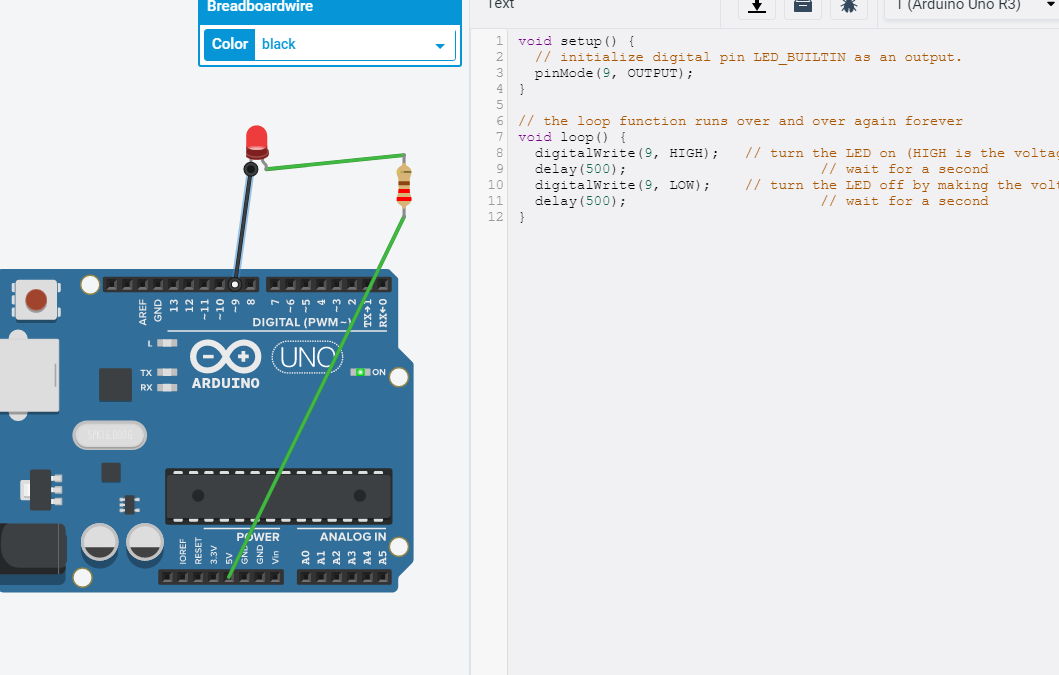 Breadboardwire
Color black
Text
1 (Arduino Uno R3)
1 void setup() {
2 // initialize digital pin LED_BUILTIN as an output.
3 pinMode(9, OUTPUT);
4 }
5
6 // the loop function runs over and over again forever
7 void loop() {
8 digitalWrite(9, HIGH); // turn the LED on (HIGH is the voltag
9 delay(500); // wait for a second
10 digitalWrite(9, LOW); // turn the LED off by making the volt
11 delay(500); // wait for a second
12 }
AREF GND 13 12 ~11 ~10 ~9 8 7 ~6 ~5 4 ~3 2 TX→1 RX←0
DIGITAL (PWM~)
L
UNO
TX
RX
ON
ARDUINO
POWER ANALOG IN
IOREF RESET 3.3V 5V GND GND Vin A0 A1 A2 A3 A4 A5